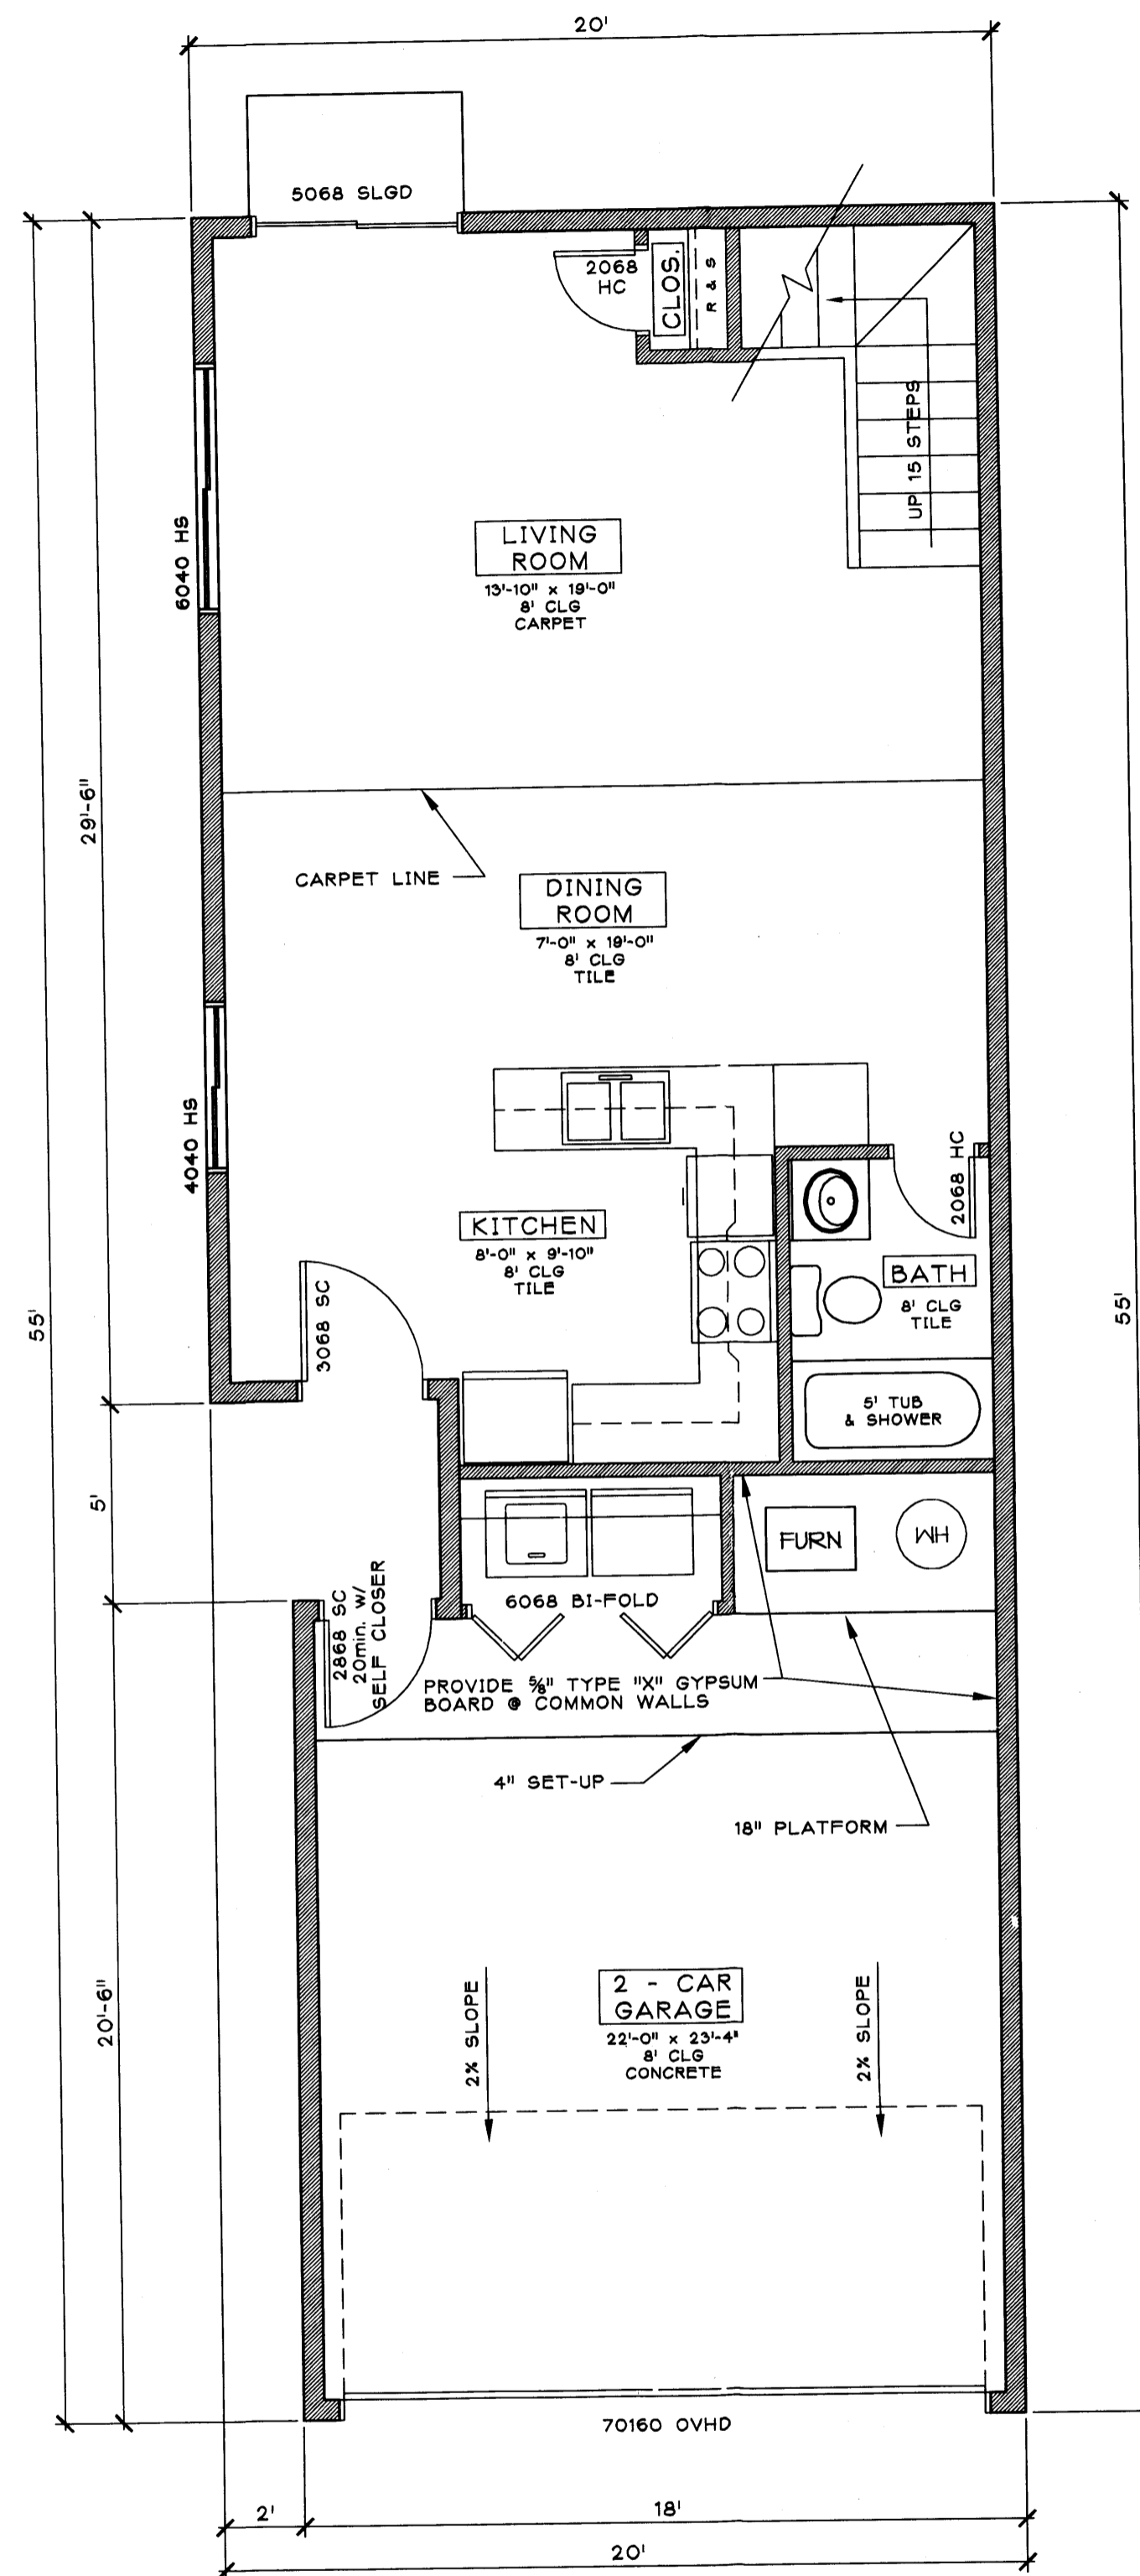 20'
5068 SLGD
2068
HC
CLOS.
R & S
UP 15 STEPS
6040 HS
LIVING
ROOM
13'-10" x 19'-0"
8' CLG
CARPET
29'-6"
CARPET LINE
DINING
ROOM
7'-0" x 19'-0"
8' CLG
TILE
4040 HS
2068 HC
KITCHEN
8'-0" x 9'-10"
8' CLG
TILE
BATH
8' CLG
TILE
3068 SC
55'
55'
5' TUB
& SHOWER
5'
FURN
WH
6068 BI-FOLD
2868 SC
20min. w/
SELF CLOSER
PROVIDE ⅝" TYPE "X" GYPSUM
BOARD @ COMMON WALLS
4" SET-UP
18" PLATFORM
20'-6"
2% SLOPE
2 - CAR
GARAGE
22'-0" x 23'-4"
8' CLG
CONCRETE
2% SLOPE
70160 OVHD
2'
18'
20'